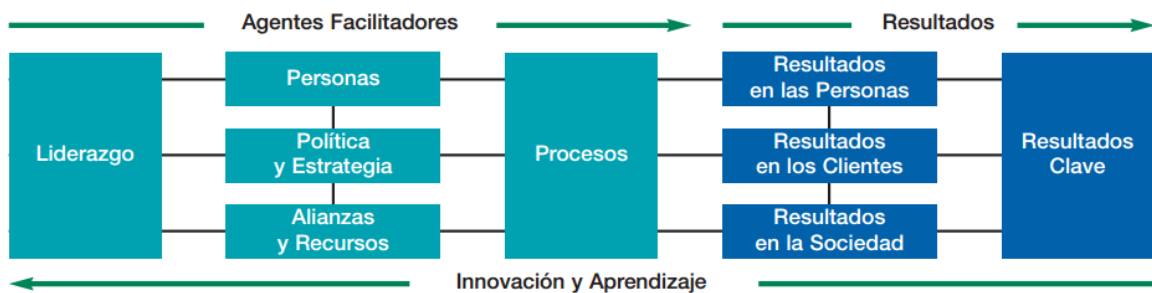 Agentes Facilitadores
Resultados
Liderazgo
Personas
Política
y Estrategia
Alianzas
y Recursos
Procesos
Resultados
en las Personas
Resultados
en los Clientes
Resultados
en la Sociedad
Resultados
Clave
Innovación y Aprendizaje